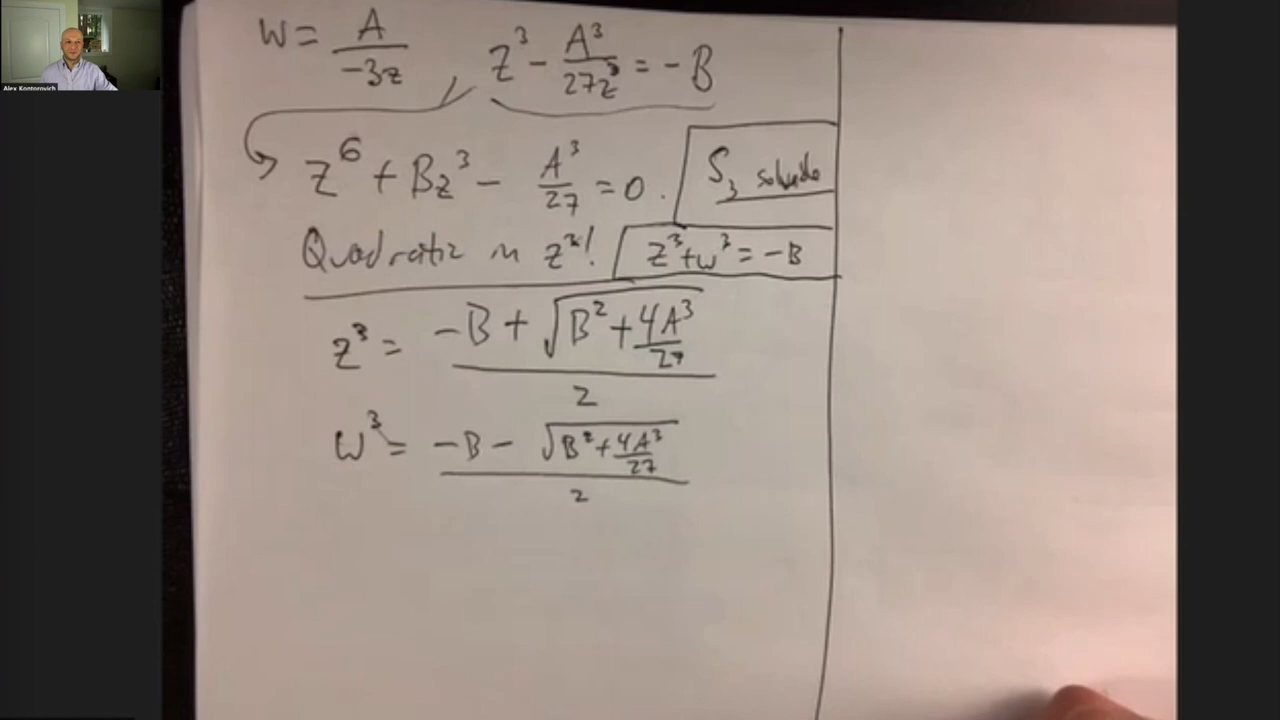 Alex Kontorovich
w = A / -3z    z³ - A³ / 27z³ = -B
z⁶ + Bz³ - A³ / 27 = 0.
S₃ solvable
Quadratic in z³!
z³ + w³ = -B
z³ = (-B + √(B² + 4A³/27)) / 2
w³ = (-B - √(B² + 4A³/27)) / 2